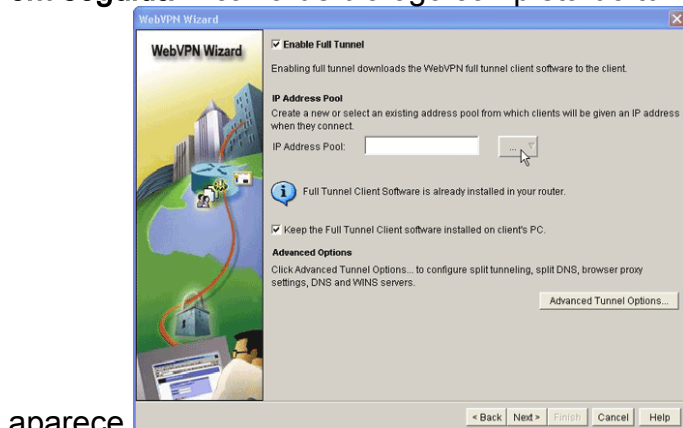 WebVPN Wizard
WebVPN Wizard
Enable Full Tunnel
Enabling full tunnel downloads the WebVPN full tunnel client software to the client.
IP Address Pool
Create a new or select an existing address pool from which clients will be given an IP address
when they connect.
IP Address Pool:
...
Full Tunnel Client Software is already installed in your router.
Keep the Full Tunnel Client software installed on client's PC.
Advanced Options
Click Advanced Tunnel Options... to configure split tunneling, split DNS, browser proxy
settings, DNS and WINS servers.
Advanced Tunnel Options...
aparece
< Back Next > Finish Cancel Help